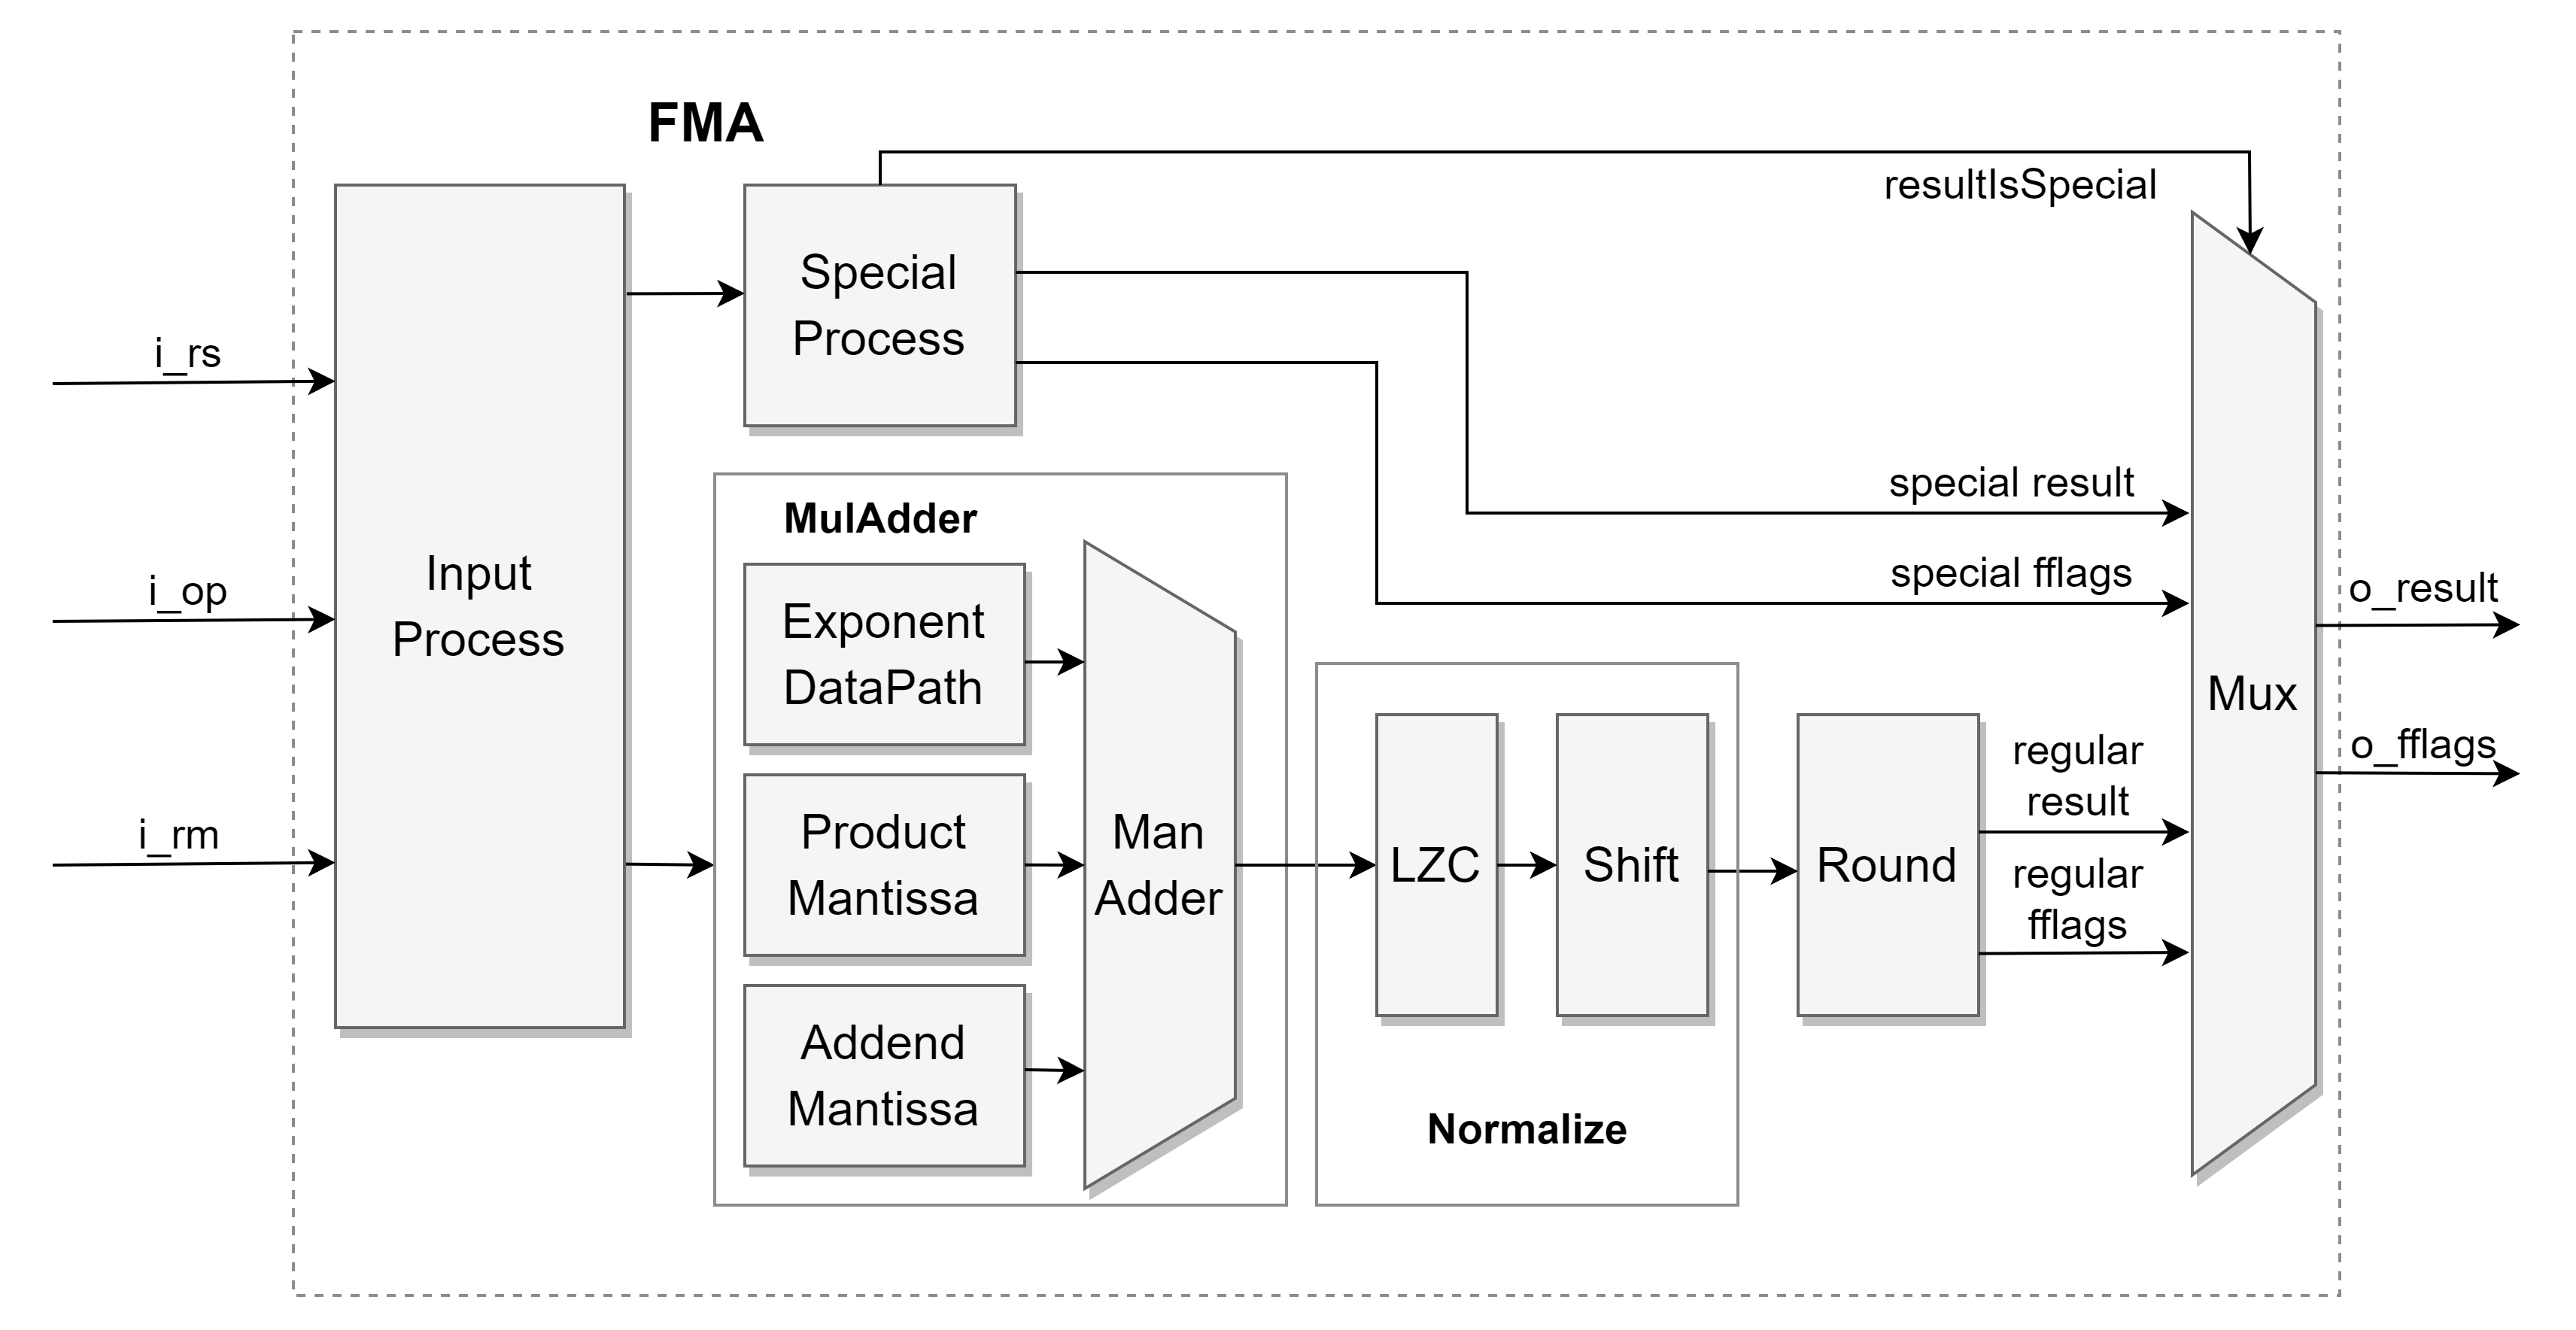 FMA
resultIsSpecial
i_rs
i_op
i_rm
Input
Process
Special
Process
special result
special fflags
MulAdder
Exponent
DataPath
Product
Mantissa
Addend
Mantissa
Man
Adder
LZC
Shift
Normalize
Round
regular
result
regular
fflags
Mux
o_result
o_fflags